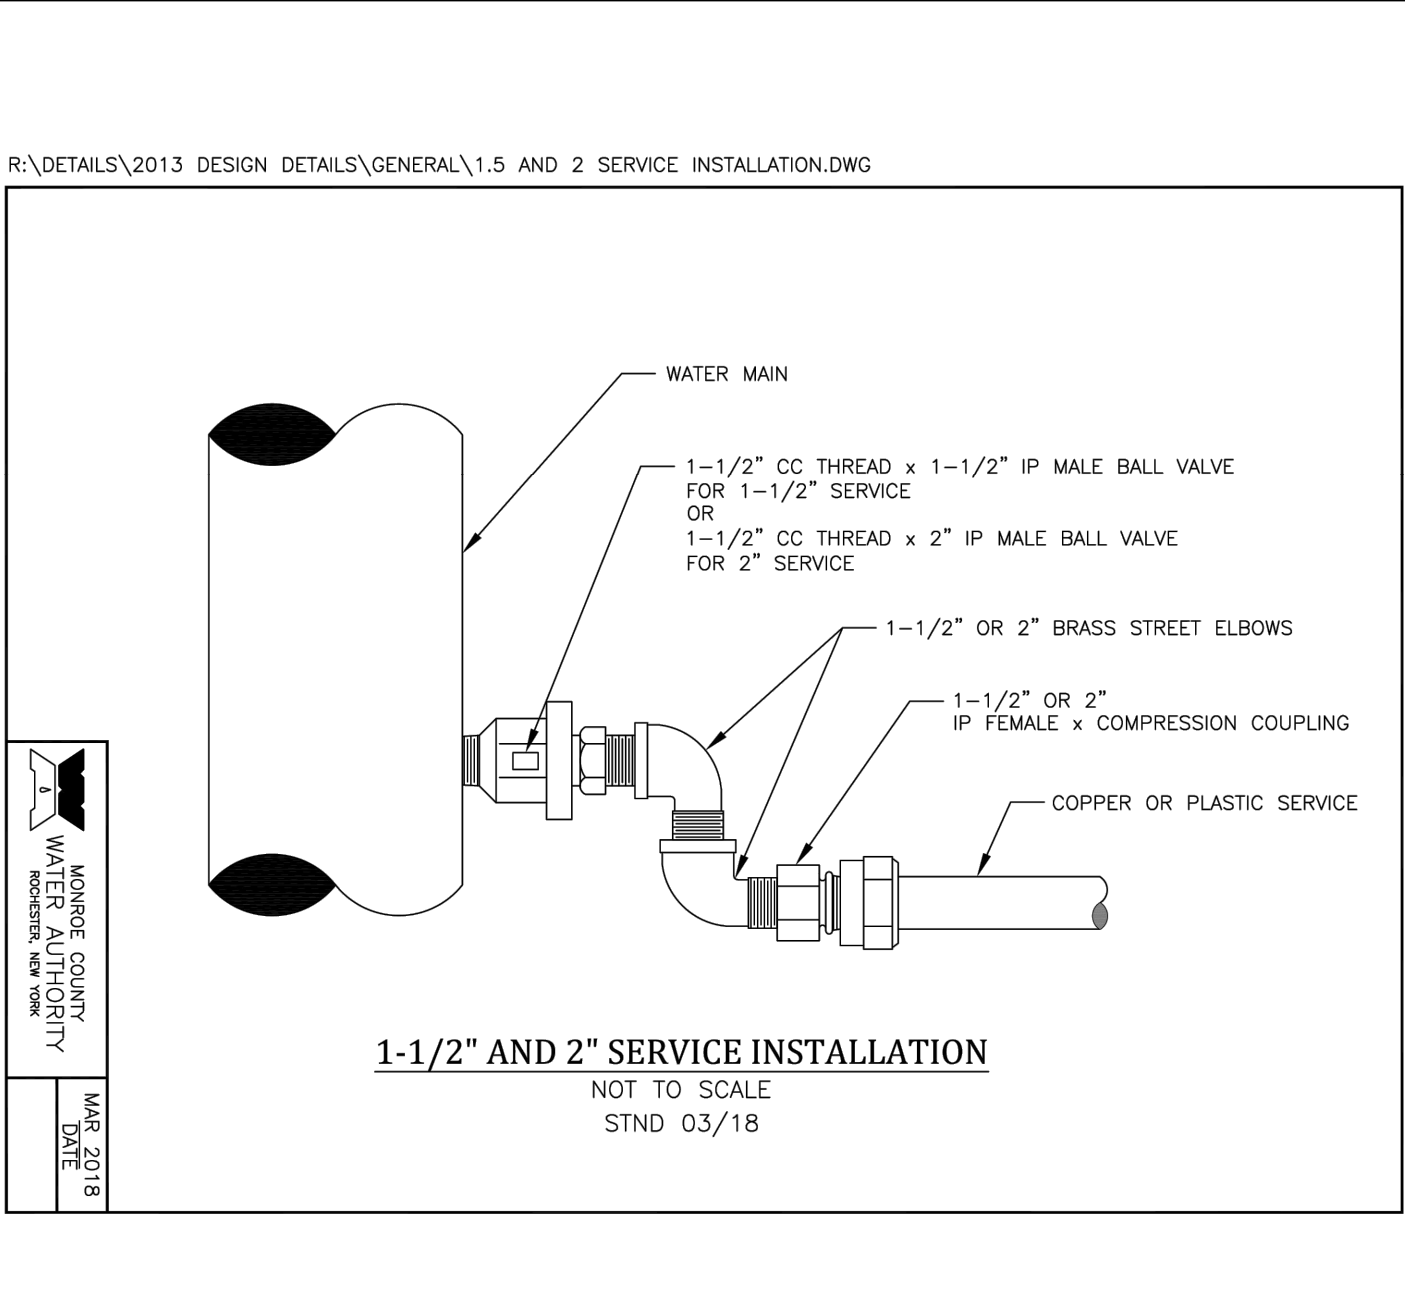 R:\DETAILS\2013 DESIGN DETAILS\GENERAL\1.5 AND 2 SERVICE INSTALLATION.DWG
WATER MAIN
1-1/2” CC THREAD x 1-1/2” IP MALE BALL VALVE
FOR 1-1/2” SERVICE
OR
1-1/2” CC THREAD x 2” IP MALE BALL VALVE
FOR 2” SERVICE
1-1/2” OR 2” BRASS STREET ELBOWS
1-1/2” OR 2”
IP FEMALE x COMPRESSION COUPLING
COPPER OR PLASTIC SERVICE
MONROE COUNTY
WATER AUTHORITY
ROCHESTER, NEW YORK
MAR 2018
DATE
1-1/2" AND 2" SERVICE INSTALLATION
NOT TO SCALE
STND 03/18